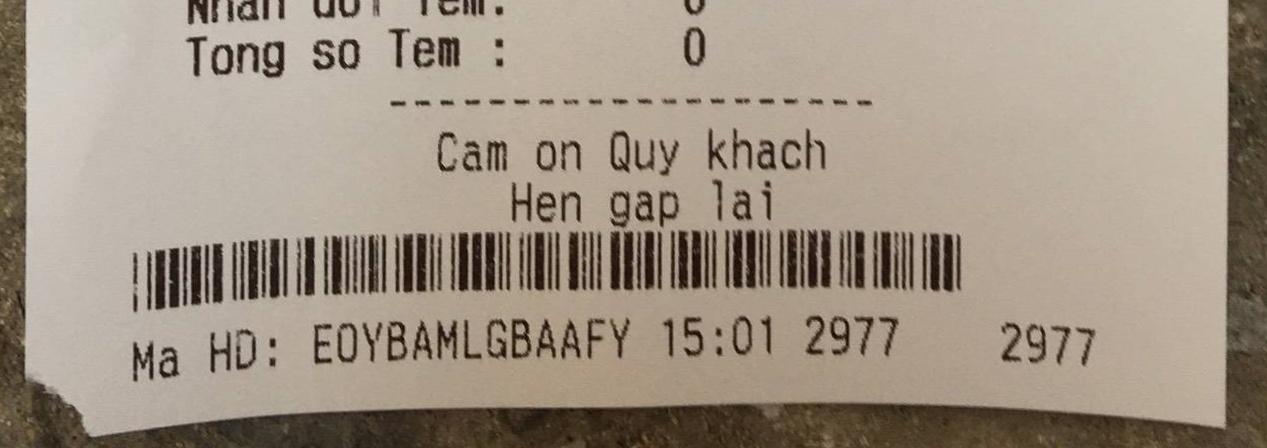 Nhan doi Tem: 0
Tong so Tem : 0
--------------------
Cam on Quy khach
Hen gap lai
Ma HD: EOYBAMLGBAAFY 15:01 2977 2977